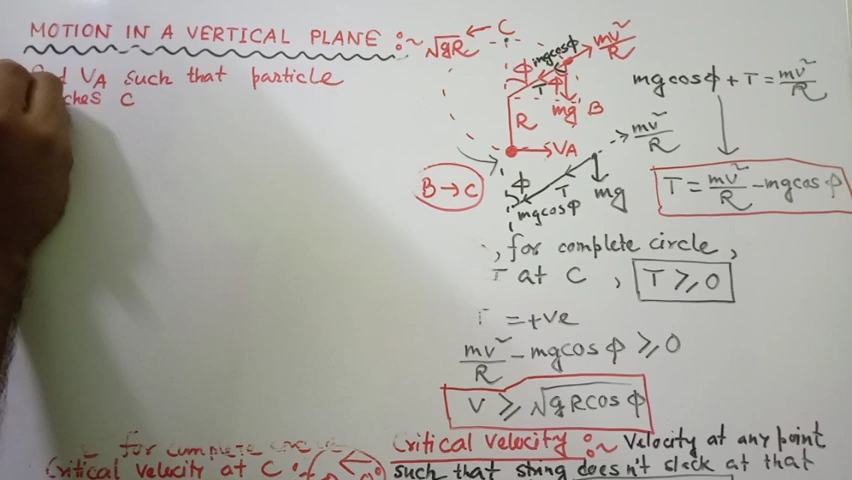 MOTION IN A VERTICAL PLANE :~ √gR ← C
VA such that particle
C
mgcosφ
mv²/R
φ
φ
T
mg B
R
VA
mgcosφ + T = mv²/R
mv²/R
B → C
φ
T
mg
mgcosφ
T = mv²/R - mgcosφ
, for complete circle,
T at C , T ≥ 0
T = +ve
mv²/R - mgcosφ ≥ 0
V ≥ √gRcosφ
for complete circle
Critical velocity :~ Velocity at any point
Critical velocity at C :
such that string doesn't slack at that